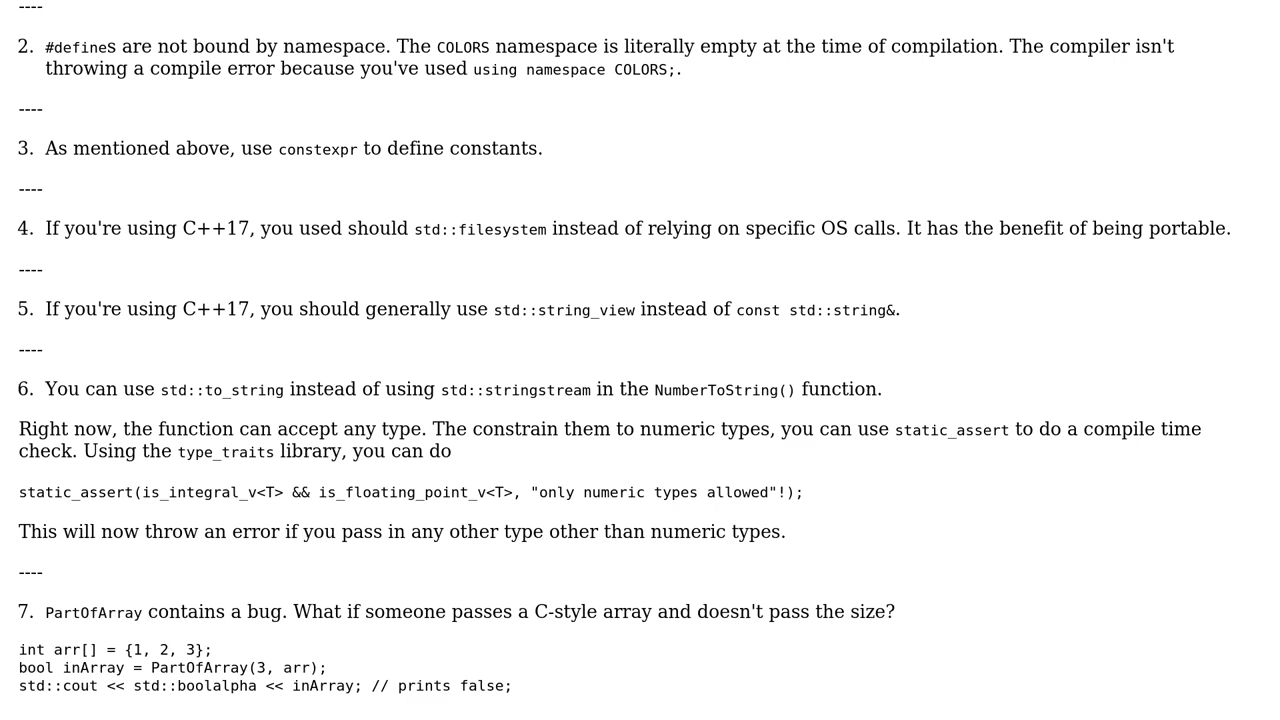 ----
2. #defines are not bound by namespace. The COLORS namespace is literally empty at the time of compilation. The compiler isn't
throwing a compile error because you've used using namespace COLORS;.
----
3. As mentioned above, use constexpr to define constants.
----
4. If you're using C++17, you used should std::filesystem instead of relying on specific OS calls. It has the benefit of being portable.
----
5. If you're using C++17, you should generally use std::string_view instead of const std::string&.
----
6. You can use std::to_string instead of using std::stringstream in the NumberToString() function.
Right now, the function can accept any type. The constrain them to numeric types, you can use static_assert to do a compile time
check. Using the type_traits library, you can do
static_assert(is_integral_v<T> && is_floating_point_v<T>, "only numeric types allowed"!);
This will now throw an error if you pass in any other type other than numeric types.
----
7. PartOfArray contains a bug. What if someone passes a C-style array and doesn't pass the size?
int arr[] = {1, 2, 3};
bool inArray = PartOfArray(3, arr);
std::cout << std::boolalpha << inArray; // prints false;